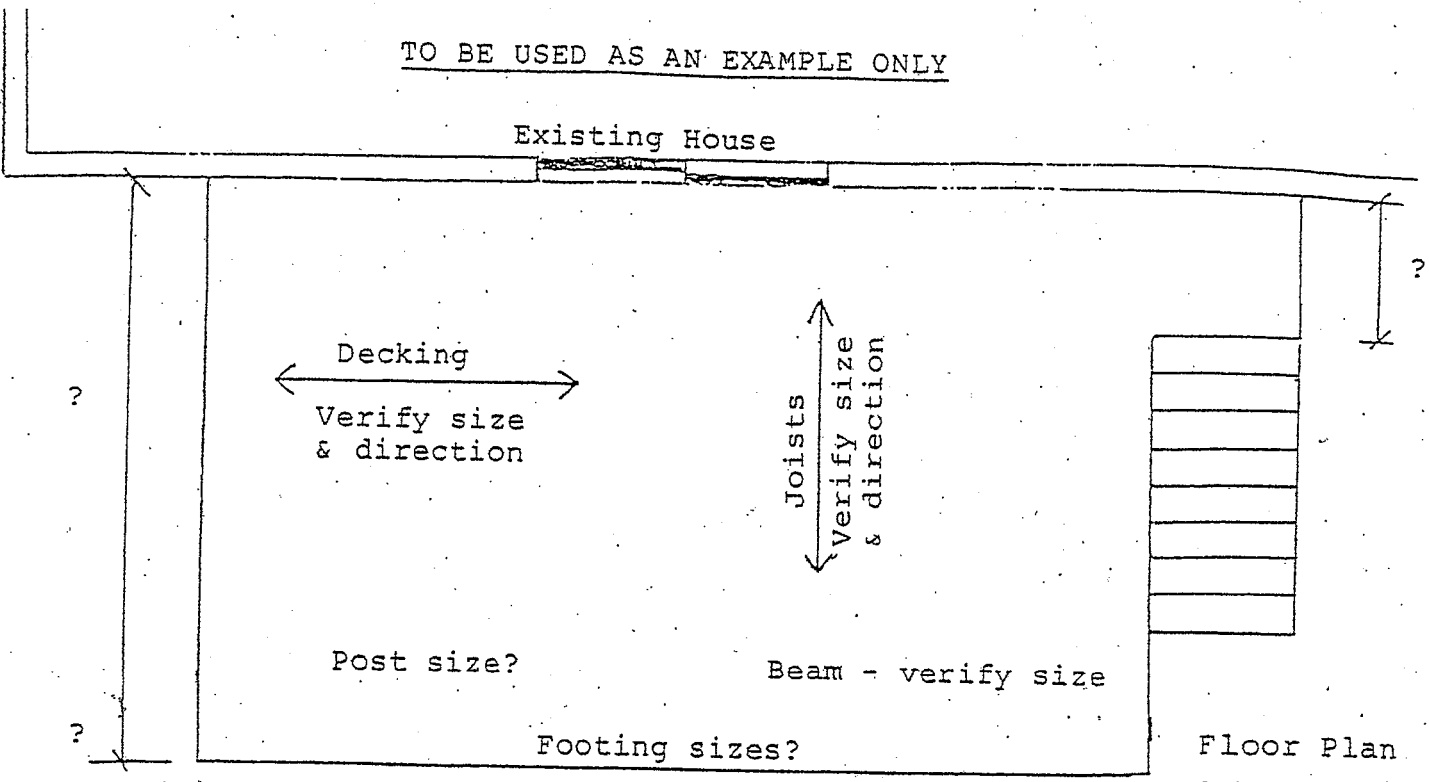 TO BE USED AS AN EXAMPLE ONLY
Existing House
?
Decking
Verify size
& direction
Joists
Verify size
& direction
?
Post size?
Beam - verify size
?
Footing sizes?
Floor Plan